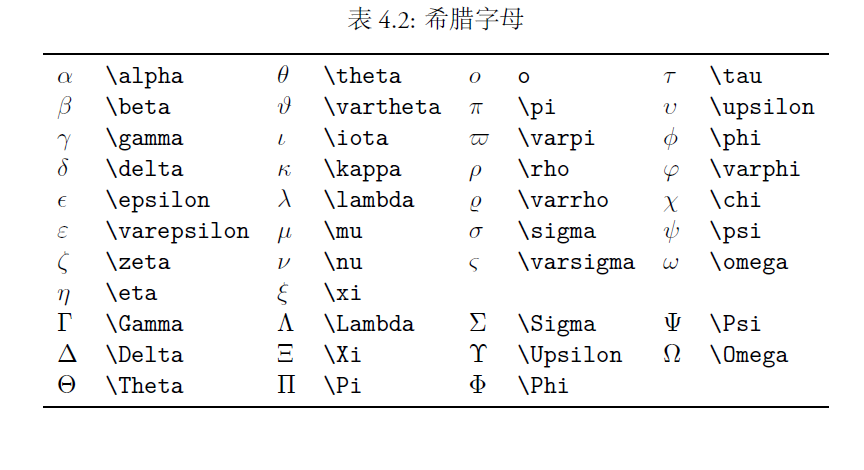 表 4.2: 希腊字母
α \alpha θ \theta o o τ \tau
β \beta ϑ \vartheta π \pi υ \upsilon
γ \gamma ι \iota ϖ \varpi ϕ \phi
δ \delta κ \kappa ρ \rho φ \varphi
ϵ \epsilon λ \lambda ϱ \varrho χ \chi
ε \varepsilon μ \mu σ \sigma ψ \psi
ζ \zeta ν \nu ς \varsigma ω \omega
η \eta ξ \xi
Γ \Gamma Λ \Lambda Σ \Sigma Ψ \Psi
Δ \Delta Ξ \Xi ϒ \Upsilon Ω \Omega
Θ \Theta Π \Pi Φ \Phi